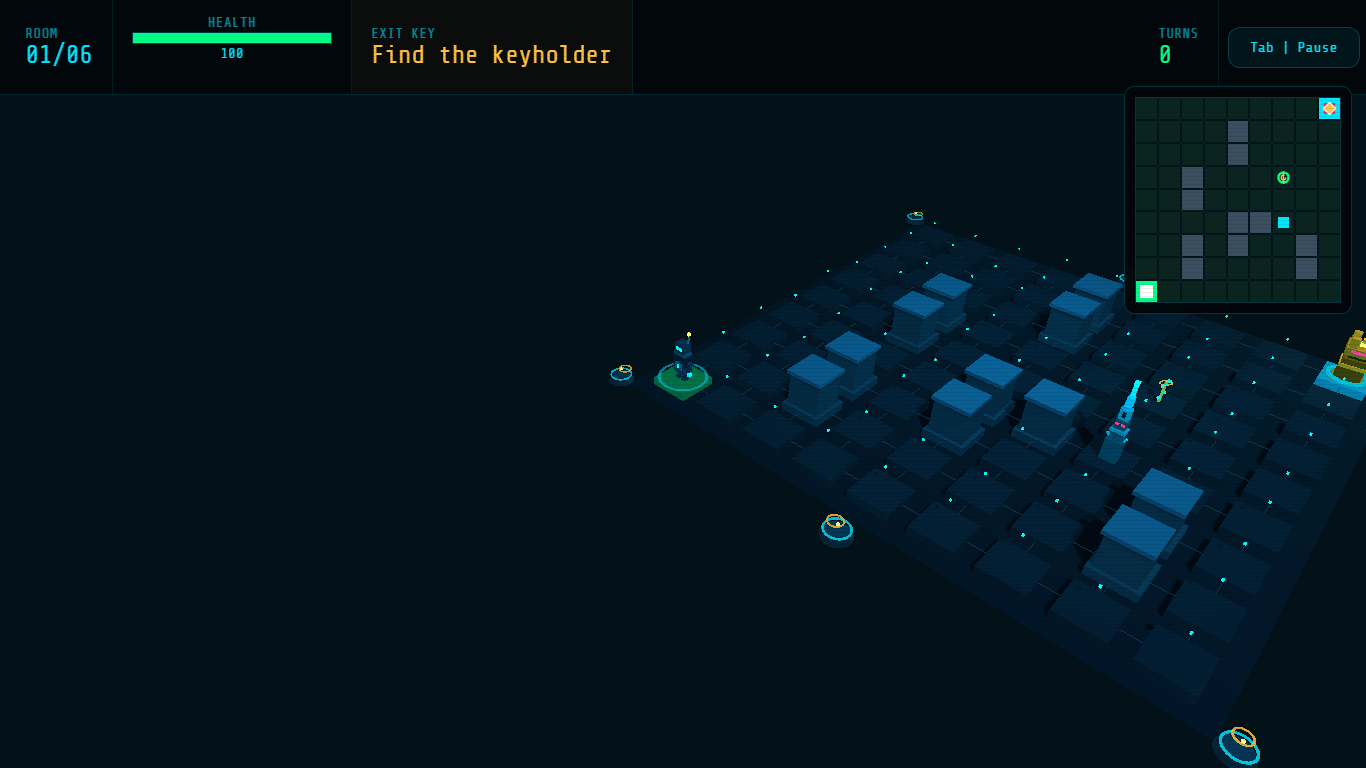 ROOM
01/06
HEALTH
100
EXIT KEY
Find the keyholder
TURNS
0
Tab | Pause